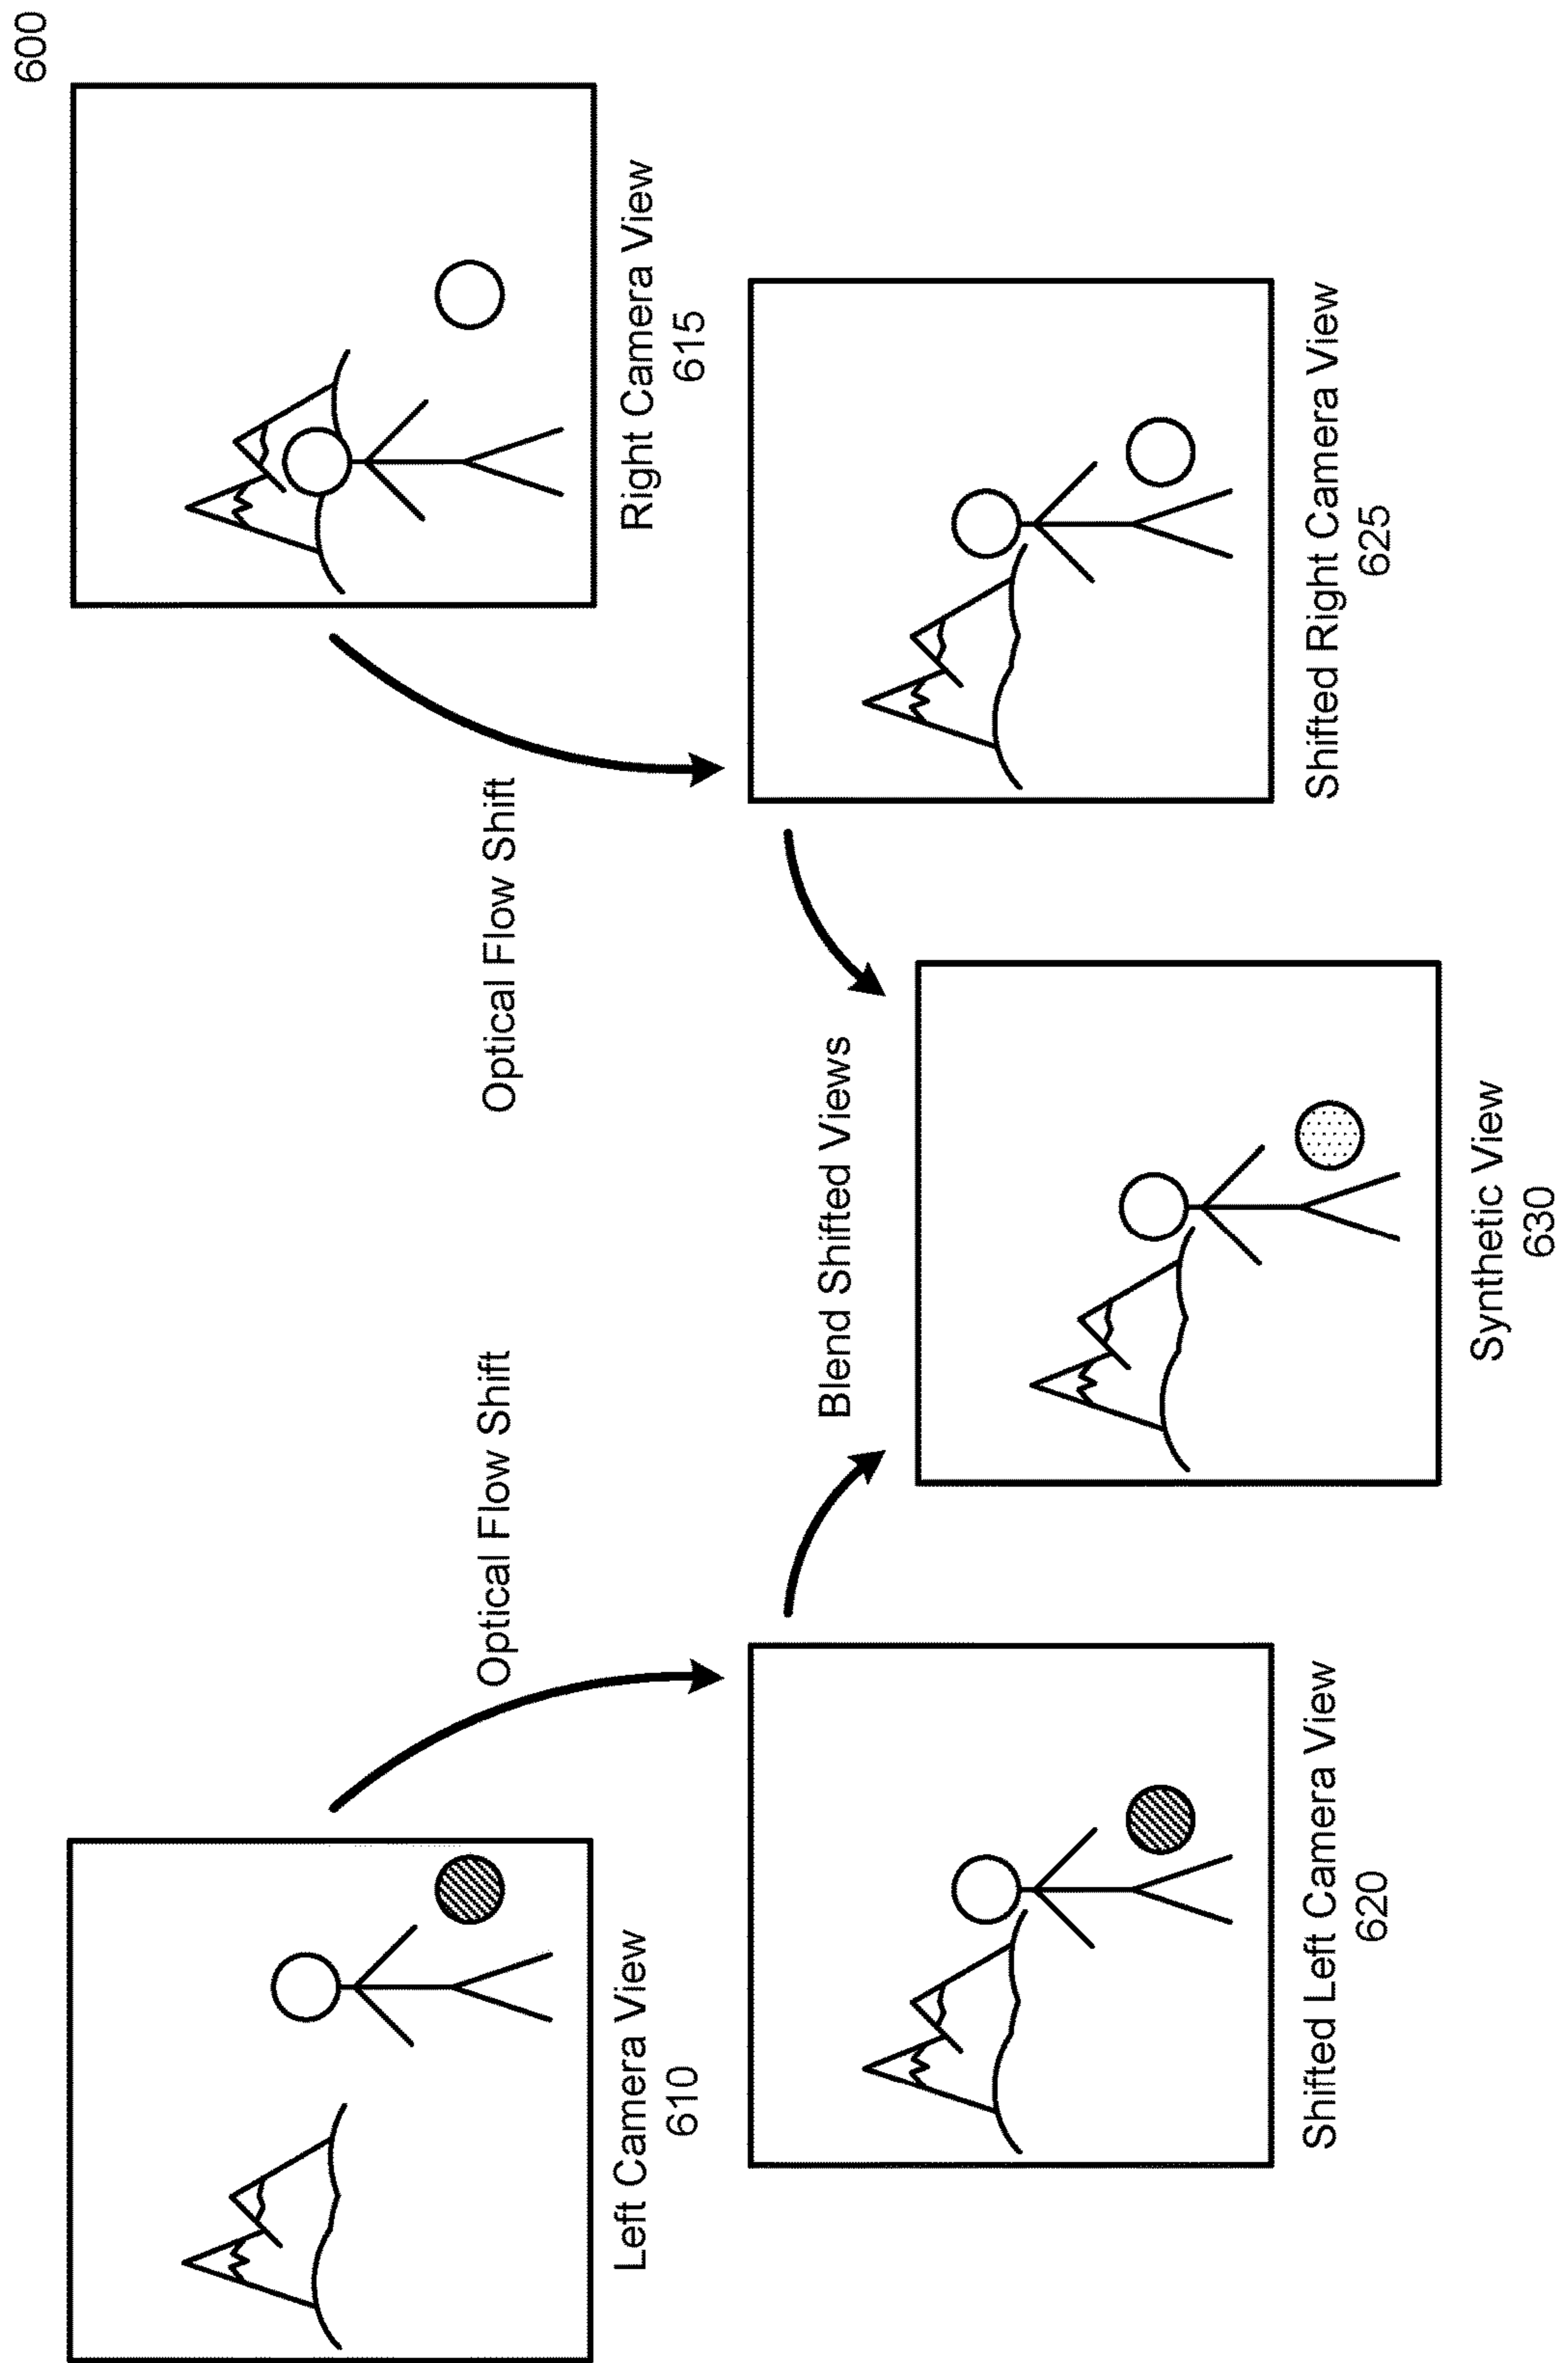 600
Left Camera View
610
Right Camera View
615
Optical Flow Shift
Optical Flow Shift
Shifted Left Camera View
620
Blend Shifted Views
Shifted Right Camera View
625
Synthetic View
630